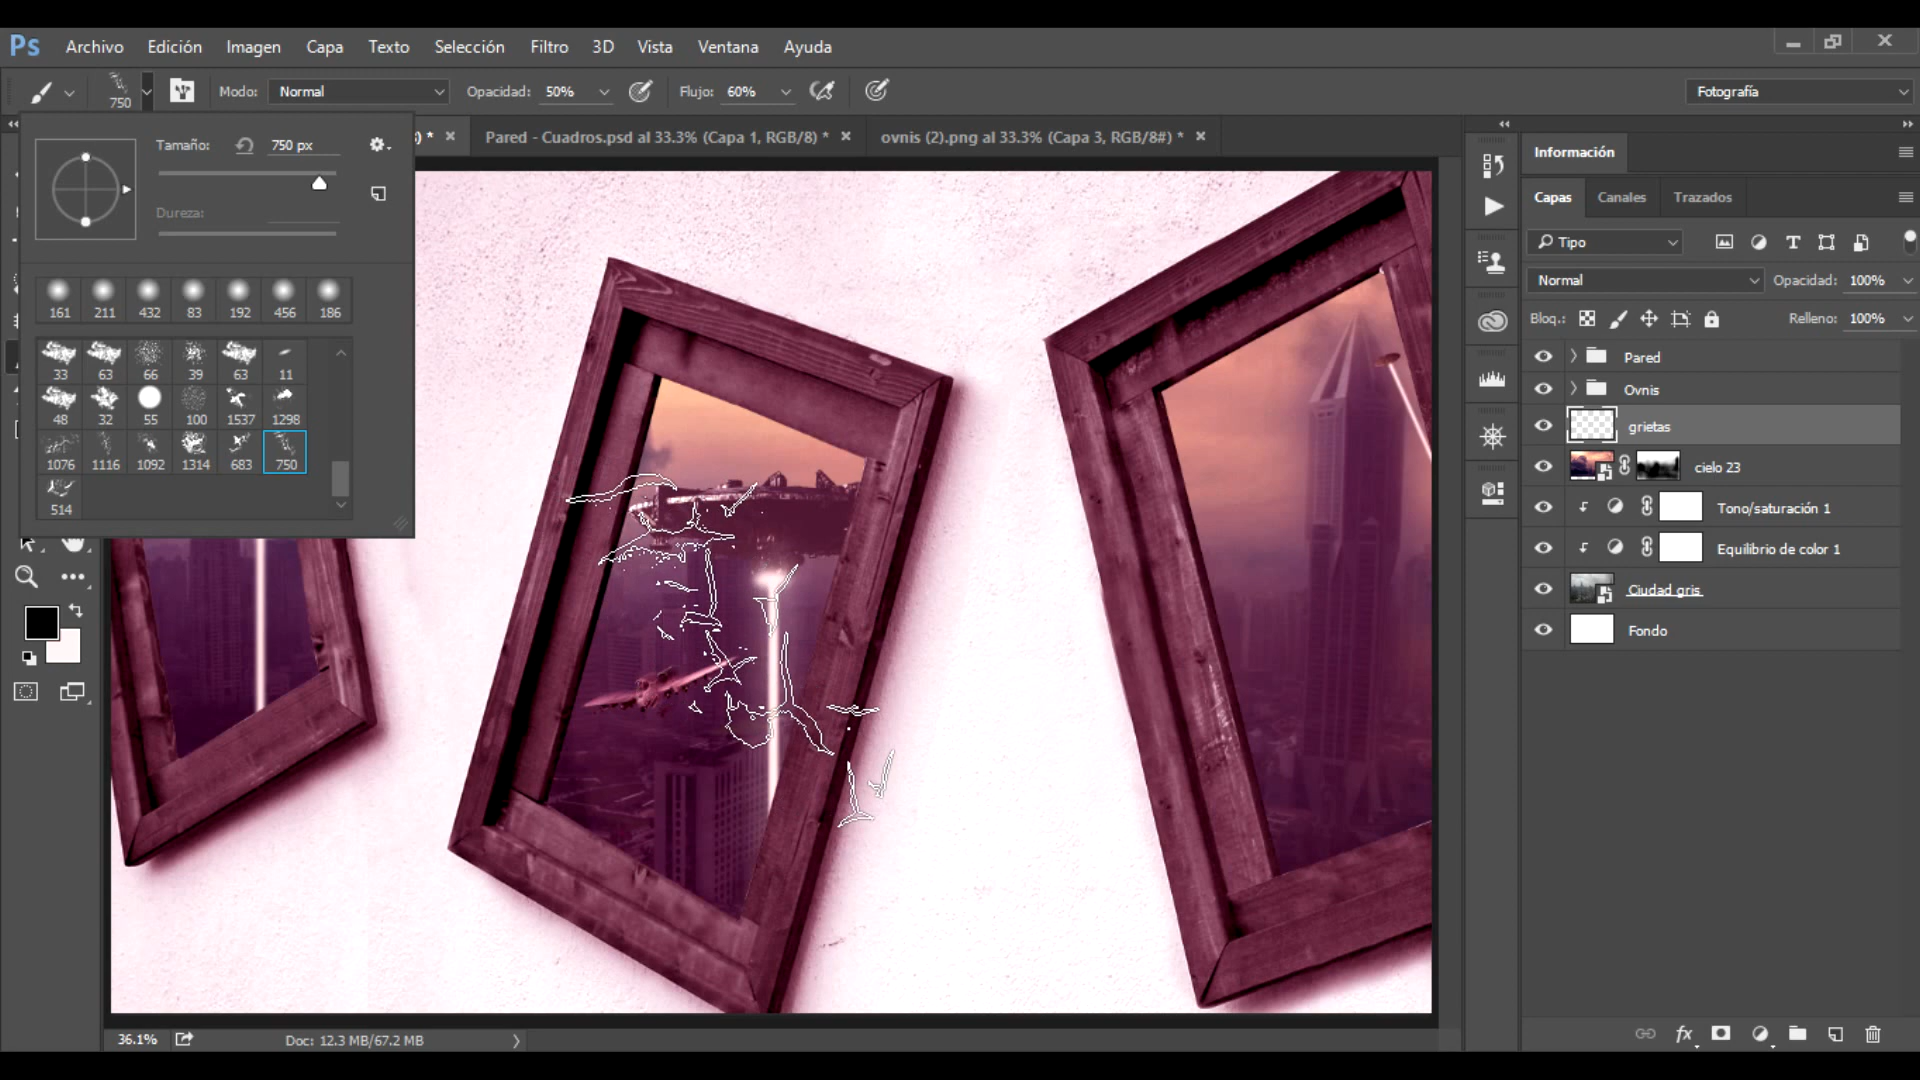 Ps Archivo Edición Imagen Capa Texto Selección Filtro 3D Vista Ventana Ayuda
750 Modo: Normal Opacidad: 50% Flujo: 60% Fotografía
) * Pared - Cuadros.psd al 33.3% (Capa 1, RGB/8) * ovnis (2).png al 33.3% (Capa 3, RGB/8#) *
Tamaño: 750 px
Dureza:
161 211 432 83 192 456 186
33 63 66 39 63 11
48 32 55 100 1537 1298
1076 1116 1092 1314 683 750
514
Información
Capas Canales Trazados
Tipo
Normal Opacidad: 100%
Bloq.: Relleno: 100%
Pared
Ovnis
grietas
cielo 23
Tono/saturación 1
Equilibrio de color 1
Ciudad gris
Fondo
36.1% Doc: 12.3 MB/67.2 MB
fx